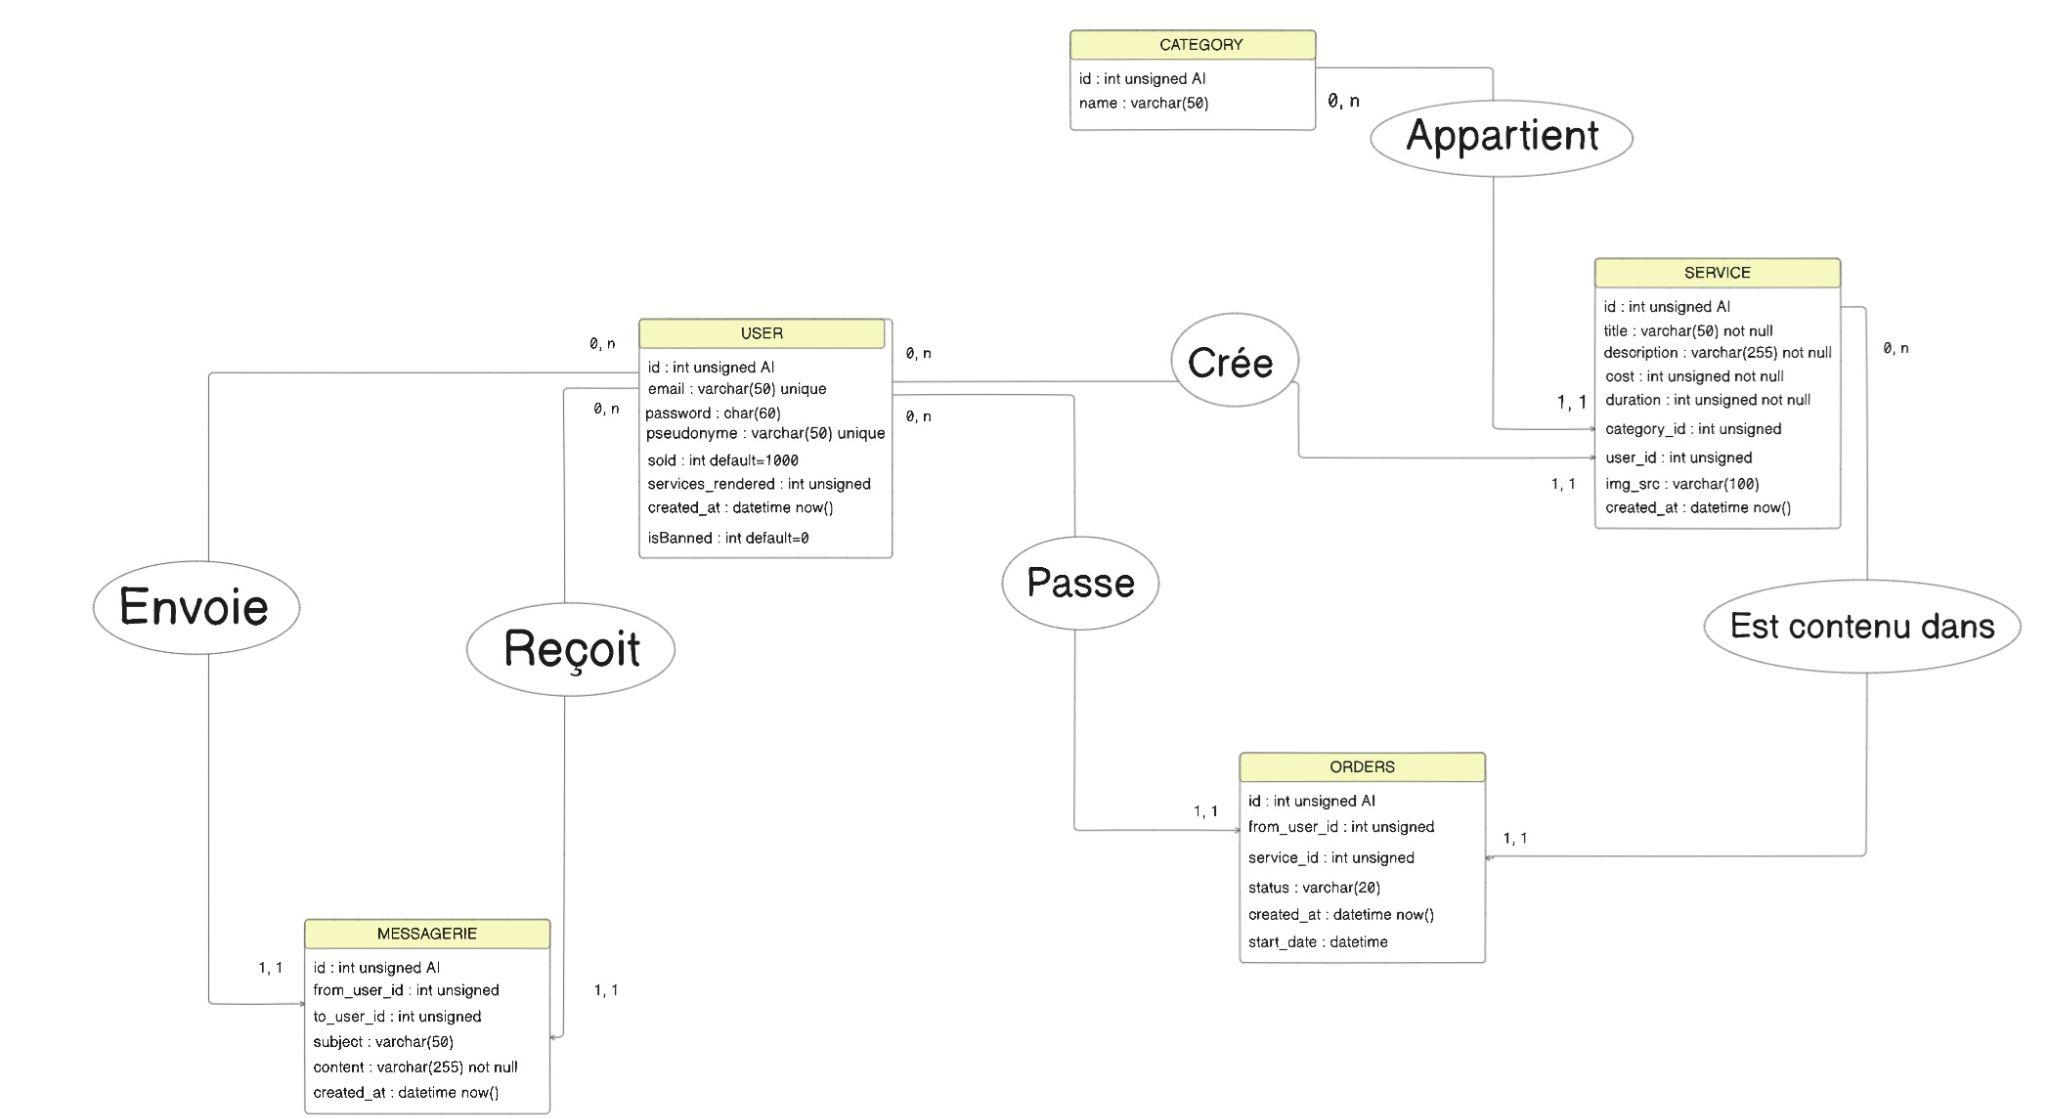 CATEGORY
id : int unsigned AI
name : varchar(50)
0, n
Appartient
SERVICE
id : int unsigned AI
title : varchar(50) not null
description : varchar(255) not null
cost : int unsigned not null
duration : int unsigned not null
category_id : int unsigned
user_id : int unsigned
img_src : varchar(100)
created_at : datetime now()
0, n
1, 1
1, 1
USER
id : int unsigned AI
email : varchar(50) unique
password : char(60)
pseudonyme : varchar(50) unique
sold : int default=1000
services_rendered : int unsigned
created_at : datetime now()
isBanned : int default=0
0, n
0, n
0, n
0, n
Crée
Envoie
Reçoit
Passe
Est contenu dans
ORDERS
id : int unsigned AI
from_user_id : int unsigned
service_id : int unsigned
status : varchar(20)
created_at : datetime now()
start_date : datetime
1, 1
1, 1
MESSAGERIE
id : int unsigned AI
from_user_id : int unsigned
to_user_id : int unsigned
subject : varchar(50)
content : varchar(255) not null
created_at : datetime now()
1, 1
1, 1